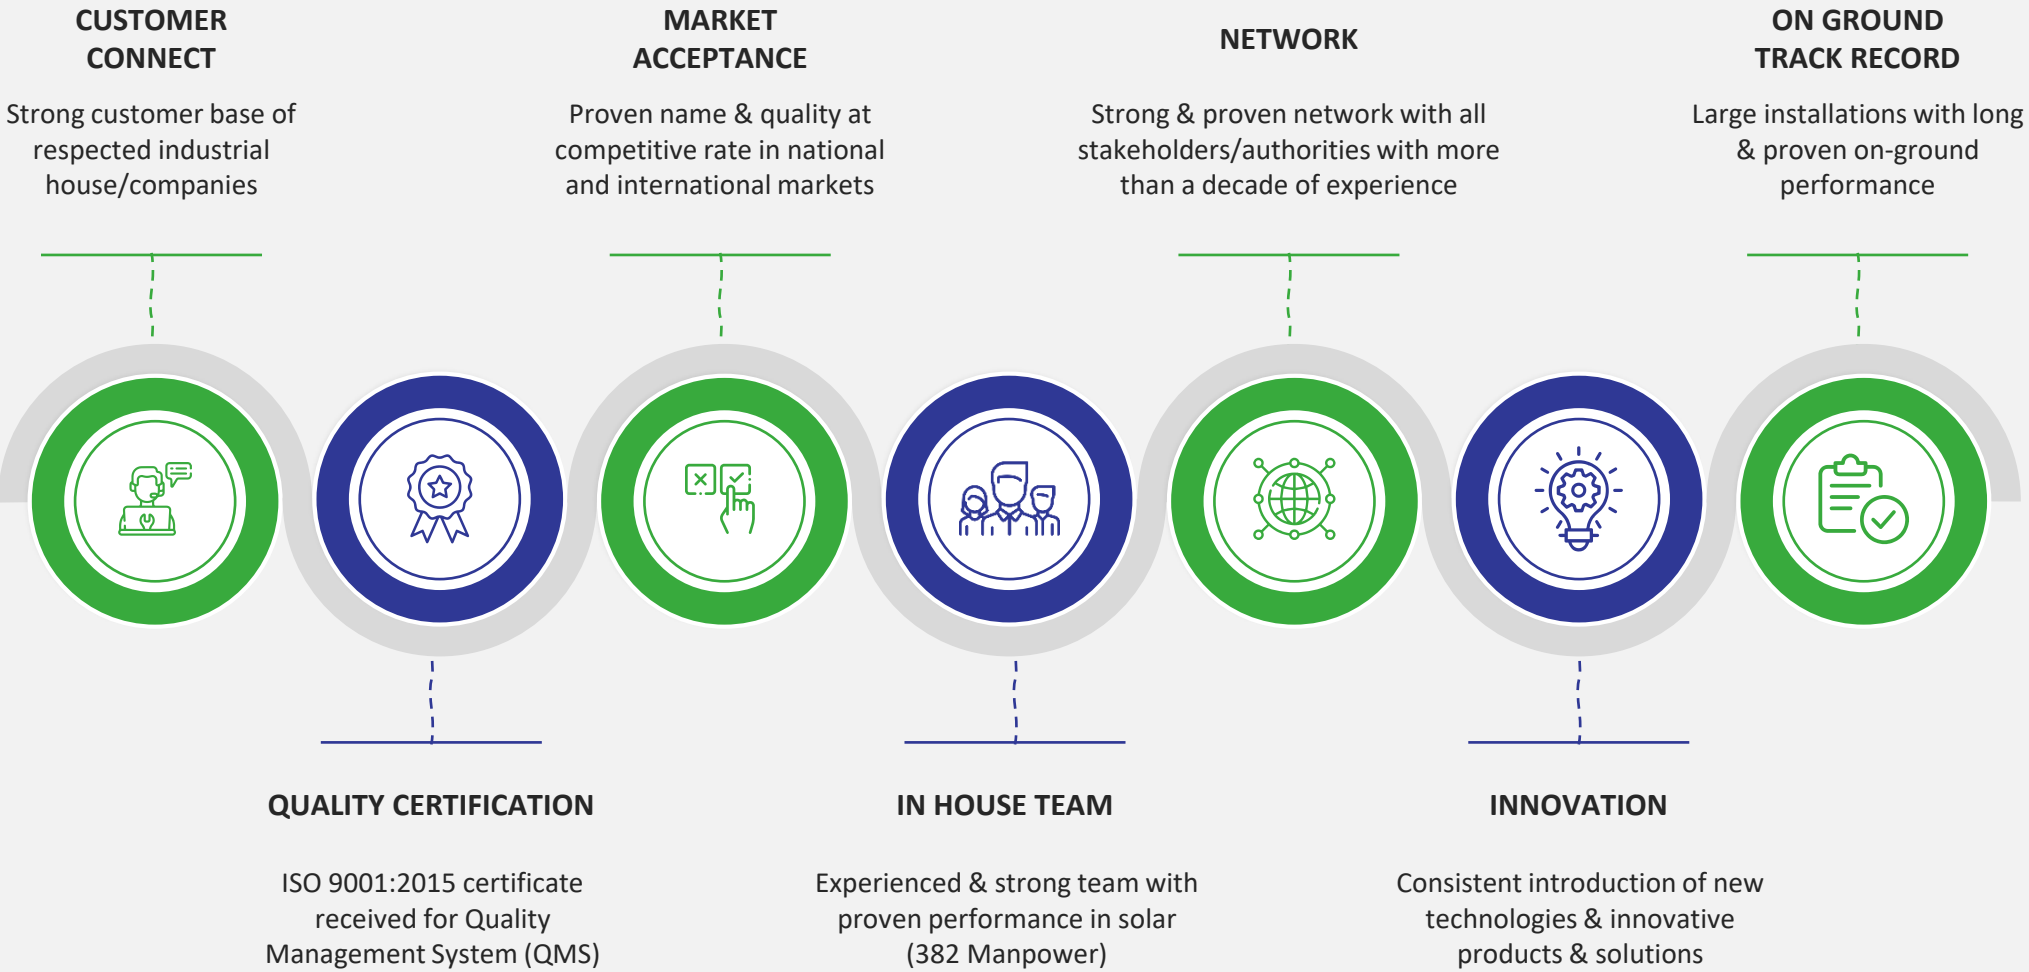 CUSTOMER
CONNECT
Strong customer base of
respected industrial
house/companies
MARKET
ACCEPTANCE
Proven name & quality at
competitive rate in national
and international markets
NETWORK
Strong & proven network with all
stakeholders/authorities with more
than a decade of experience
ON GROUND
TRACK RECORD
Large installations with long
& proven on-ground
performance
QUALITY CERTIFICATION
ISO 9001:2015 certificate
received for Quality
Management System (QMS)
IN HOUSE TEAM
Experienced & strong team with
proven performance in solar
(382 Manpower)
INNOVATION
Consistent introduction of new
technologies & innovative
products & solutions